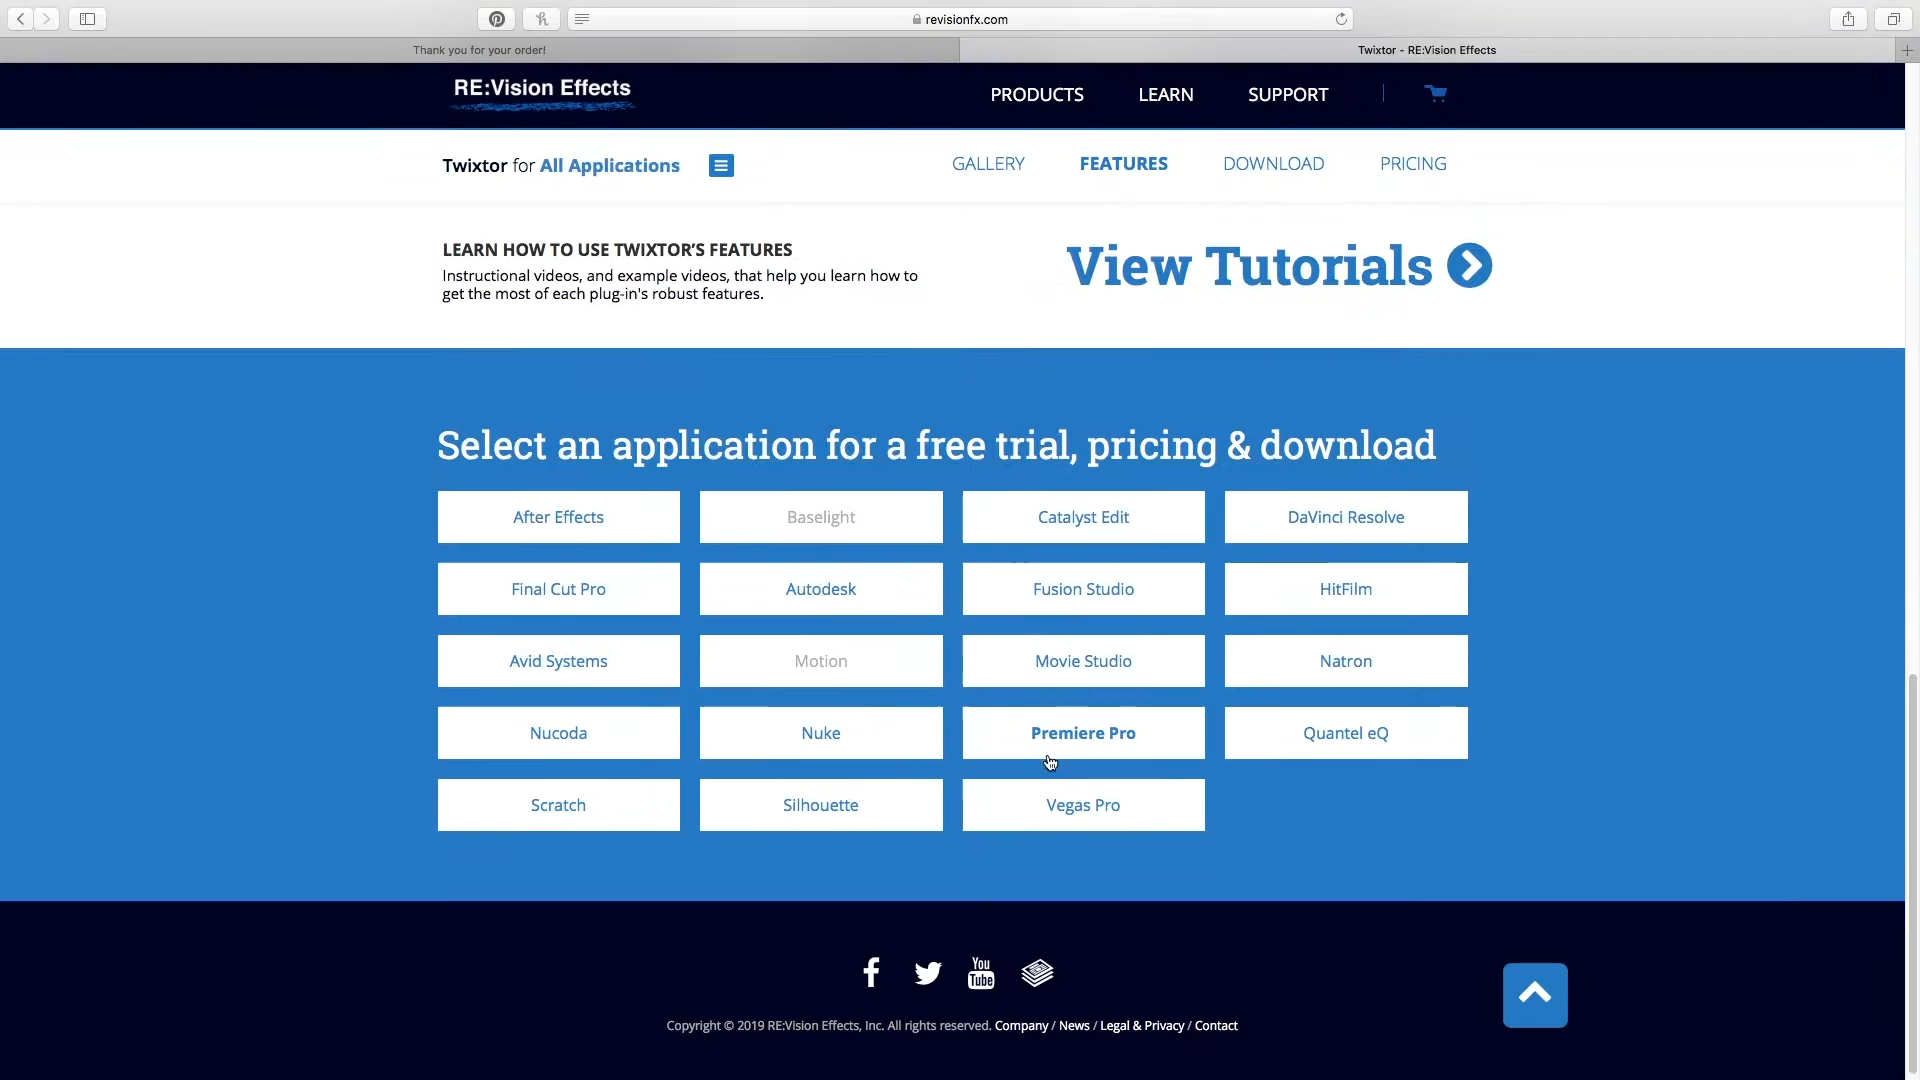 revisionfx.com
Thank you for your order!
Twixtor - RE:Vision Effects
RE:Vision Effects
PRODUCTS
LEARN
SUPPORT
Twixtor for All Applications
GALLERY
FEATURES
DOWNLOAD
PRICING
LEARN HOW TO USE TWIXTOR'S FEATURES
Instructional videos, and example videos, that help you learn how to
get the most of each plug-in's robust features.
View Tutorials
Select an application for a free trial, pricing & download
After Effects
Baselight
Catalyst Edit
DaVinci Resolve
Final Cut Pro
Autodesk
Fusion Studio
HitFilm
Avid Systems
Motion
Movie Studio
Natron
Nucoda
Nuke
Premiere Pro
Quantel eQ
Scratch
Silhouette
Vegas Pro
You
Tube
Copyright © 2019 RE:Vision Effects, Inc. All rights reserved. Company / News / Legal & Privacy / Contact